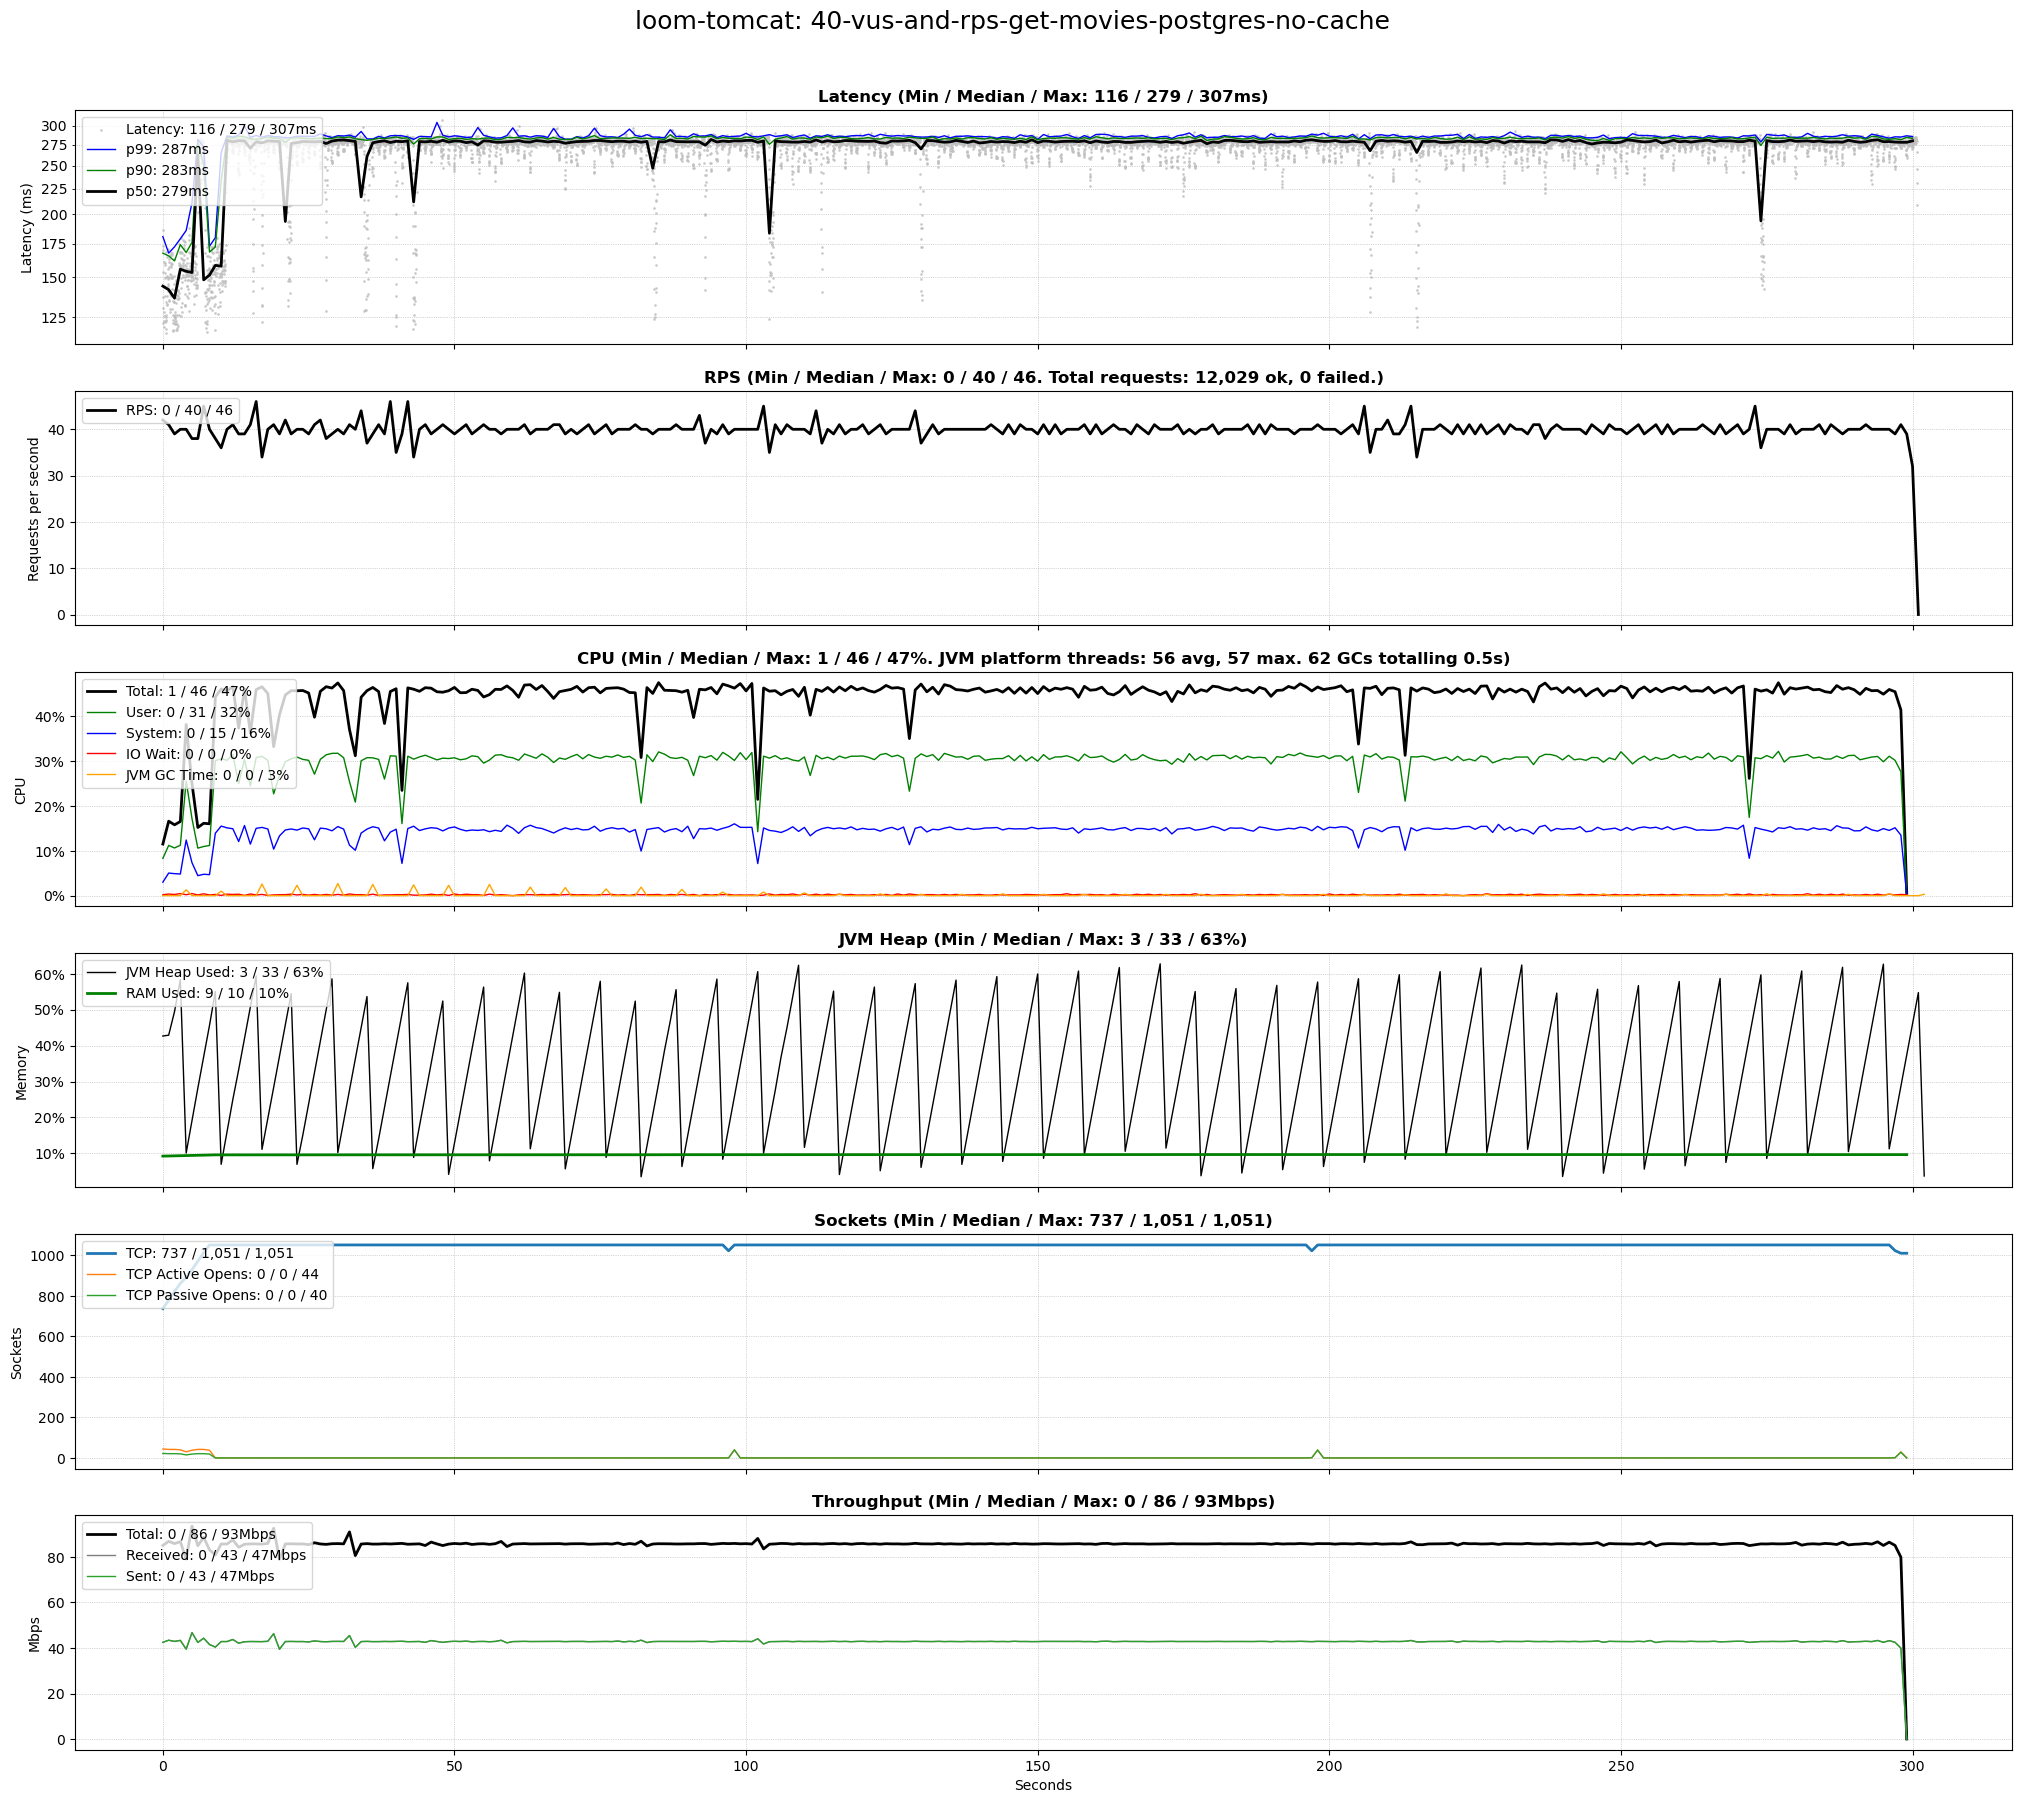 loom-tomcat: 40-vus-and-rps-get-movies-postgres-no-cache
Latency (Min / Median / Max: 116 / 279 / 307ms)
Latency (ms)
300
275
250
225
200
175
150
125
Latency: 116 / 279 / 307ms
p99: 287ms
p90: 283ms
p50: 279ms
RPS (Min / Median / Max: 0 / 40 / 46. Total requests: 12,029 ok, 0 failed.)
Requests per second
40
30
20
10
0
RPS: 0 / 40 / 46
CPU (Min / Median / Max: 1 / 46 / 47%. JVM platform threads: 56 avg, 57 max. 62 GCs totalling 0.5s)
CPU
40%
30%
20%
10%
0%
Total: 1 / 46 / 47%
User: 0 / 31 / 32%
System: 0 / 15 / 16%
IO Wait: 0 / 0 / 0%
JVM GC Time: 0 / 0 / 3%
JVM Heap (Min / Median / Max: 3 / 33 / 63%)
Memory
60%
50%
40%
30%
20%
10%
JVM Heap Used: 3 / 33 / 63%
RAM Used: 9 / 10 / 10%
Sockets (Min / Median / Max: 737 / 1,051 / 1,051)
Sockets
1000
800
600
400
200
0
TCP: 737 / 1,051 / 1,051
TCP Active Opens: 0 / 0 / 44
TCP Passive Opens: 0 / 0 / 40
Throughput (Min / Median / Max: 0 / 86 / 93Mbps)
Mbps
80
60
40
20
0
Total: 0 / 86 / 93Mbps
Received: 0 / 43 / 47Mbps
Sent: 0 / 43 / 47Mbps
0 50 100 150 200 250 300
Seconds